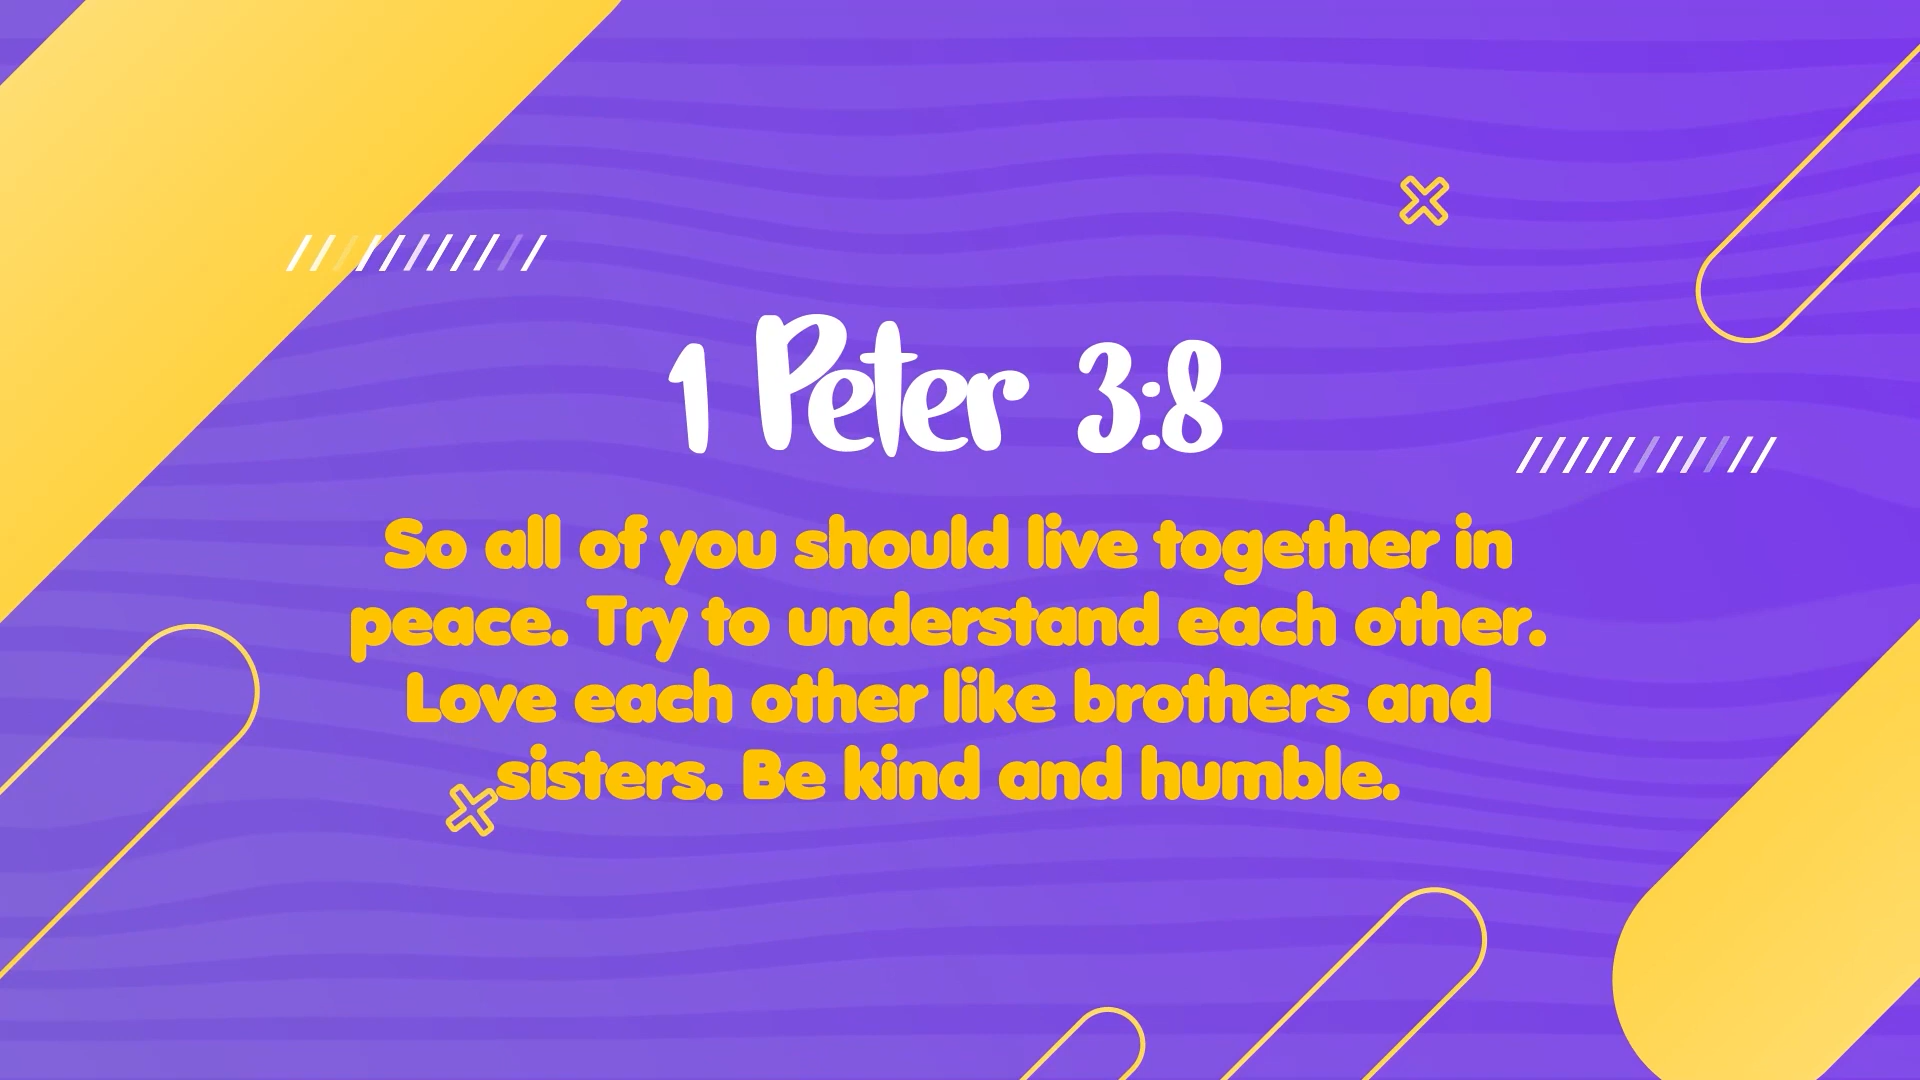 1 Peter 3:8
So all of you should live together in
peace. Try to understand each other.
Love each other like brothers and
sisters. Be kind and humble.